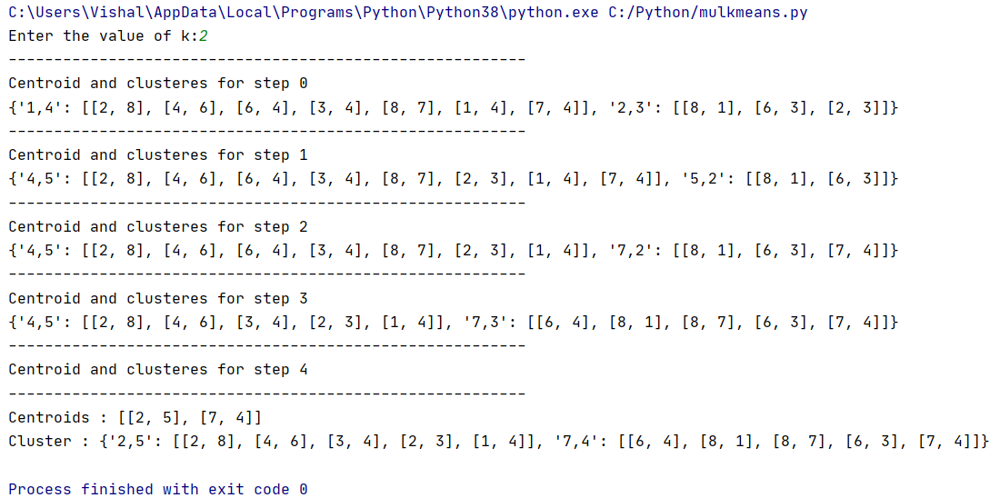 C:\Users\Vishal\AppData\Local\Programs\Python\Python38\python.exe C:/Python/mulkmeans.py
Enter the value of k:2
---------------------------------------------------------
Centroid and clusteres for step 0
{'1,4': [[2, 8], [4, 6], [6, 4], [3, 4], [8, 7], [1, 4], [7, 4]], '2,3': [[8, 1], [6, 3], [2, 3]]}
---------------------------------------------------------
Centroid and clusteres for step 1
{'4,5': [[2, 8], [4, 6], [6, 4], [3, 4], [8, 7], [2, 3], [1, 4], [7, 4]], '5,2': [[8, 1], [6, 3]]}
---------------------------------------------------------
Centroid and clusteres for step 2
{'4,5': [[2, 8], [4, 6], [6, 4], [3, 4], [8, 7], [2, 3], [1, 4]], '7,2': [[8, 1], [6, 3], [7, 4]]}
---------------------------------------------------------
Centroid and clusteres for step 3
{'4,5': [[2, 8], [4, 6], [3, 4], [2, 3], [1, 4]], '7,3': [[6, 4], [8, 1], [8, 7], [6, 3], [7, 4]]}
---------------------------------------------------------
Centroid and clusteres for step 4
---------------------------------------------------------
Centroids : [[2, 5], [7, 4]]
Cluster : {'2,5': [[2, 8], [4, 6], [3, 4], [2, 3], [1, 4]], '7,4': [[6, 4], [8, 1], [8, 7], [6, 3], [7, 4]]}
Process finished with exit code 0